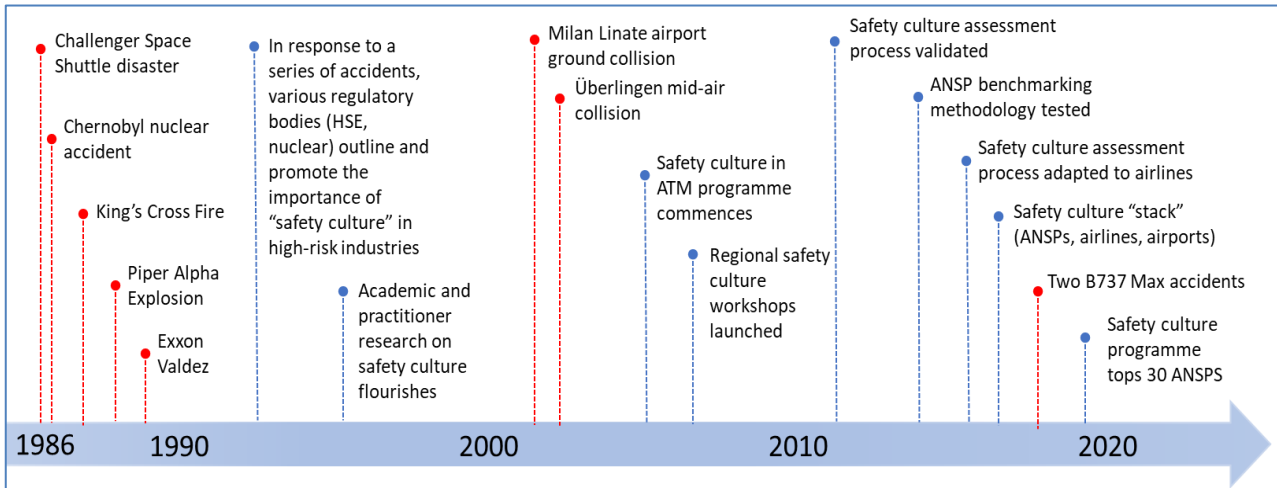 Challenger Space
Shuttle disaster
Chernobyl nuclear
accident
King’s Cross Fire
Piper Alpha
Explosion
Exxon
Valdez
In response to a
series of accidents,
various regulatory
bodies (HSE,
nuclear) outline and
promote the
importance of
“safety culture” in
high-risk industries
Academic and
practitioner
research on
safety culture
flourishes
Milan Linate airport
ground collision
Überlingen mid-air
collision
Safety culture in
ATM programme
commences
Regional safety
culture
workshops
launched
Safety culture assessment
process validated
ANSP benchmarking
methodology tested
Safety culture assessment
process adapted to airlines
Safety culture “stack”
(ANSPs, airlines, airports)
Two B737 Max accidents
Safety culture
programme
tops 30 ANSPS
1986
1990
2000
2010
2020